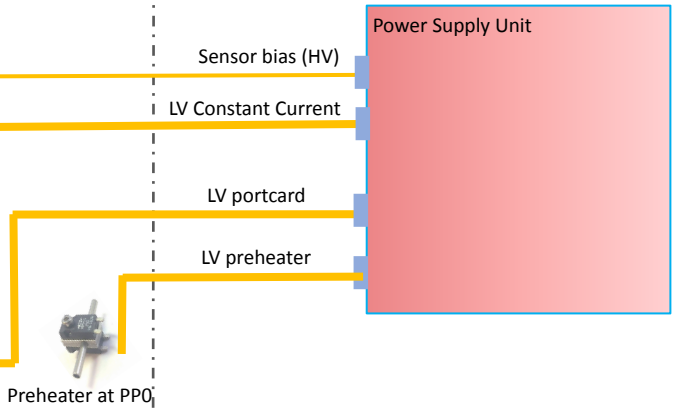 Power Supply Unit
Sensor bias (HV)
LV Constant Current
LV portcard
LV preheater
Preheater at PP0